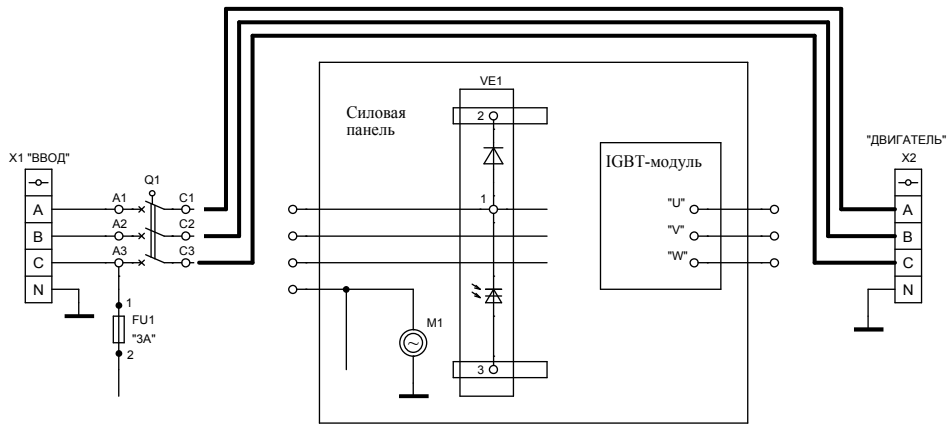 VE1
2
Силовая
панель
"ДВИГАТЕЛЬ"
X1 "ВВОД"
IGBT-модуль
X2
Q1
A A1 C1 1 "U" A
B A2 C2 "V" B
C A3 C3 "W" C
N N
1
FU1
"3А"
2
M1
3